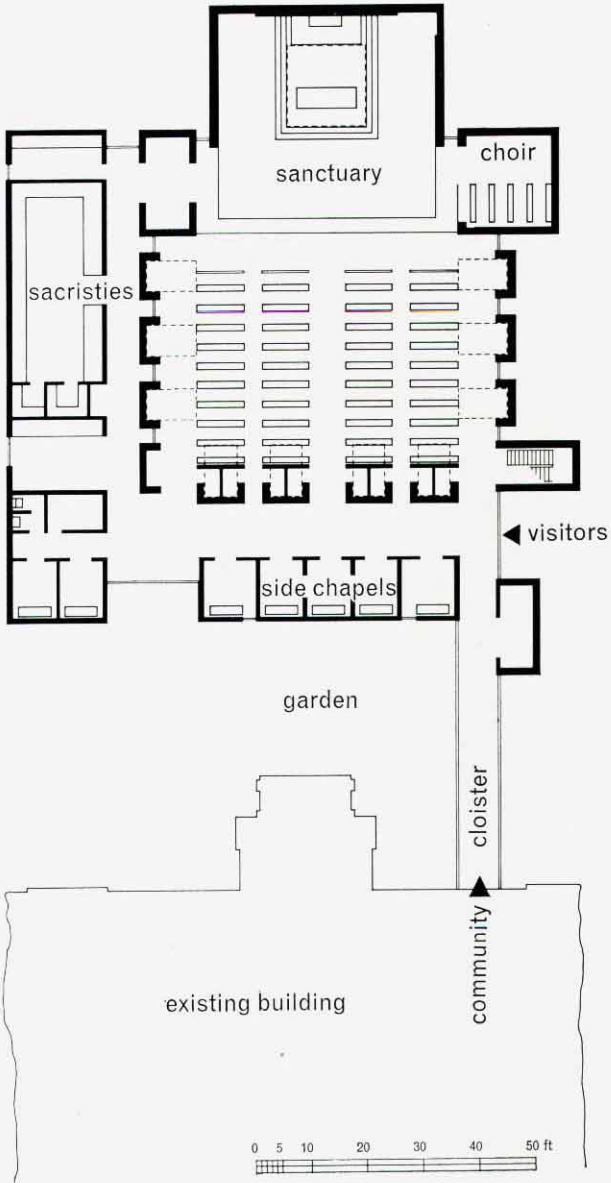 choir
sanctuary
sacristies
visitors
side chapels
garden
cloister
community
existing building
0 5 10 20 30 40 50 ft